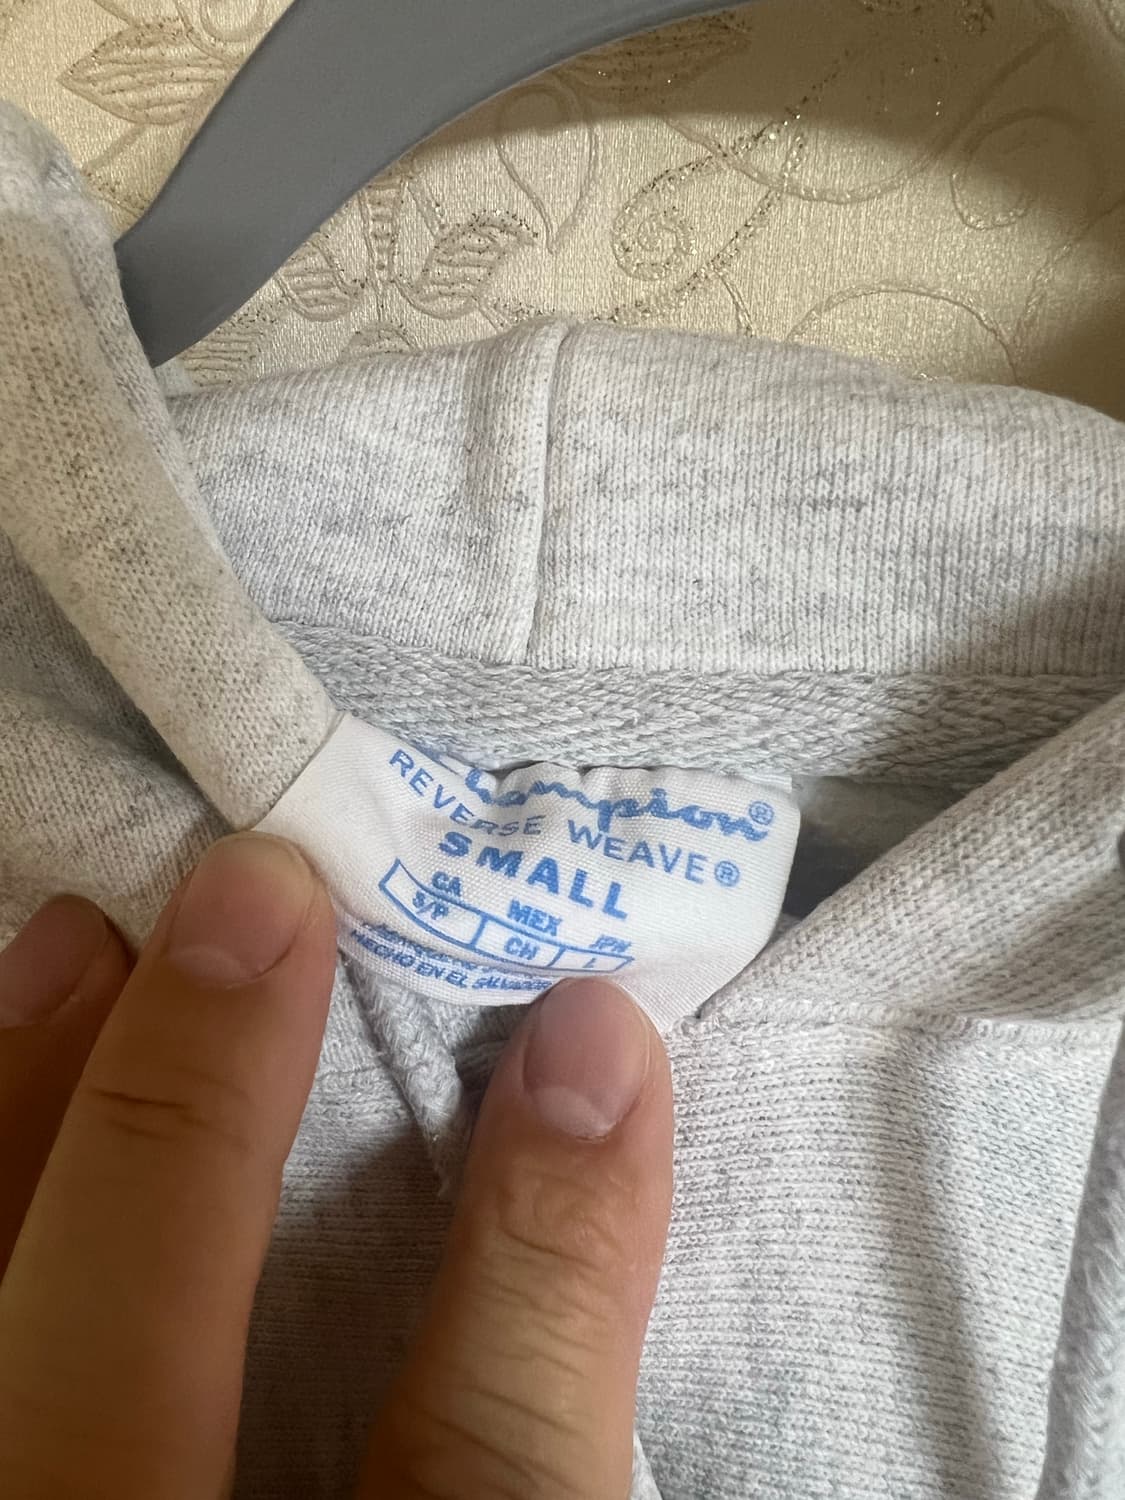 Champion®
REVERSE WEAVE®
SMALL
CA MEX JPN
S/P CH L
HECHO EN EL SALVADOR